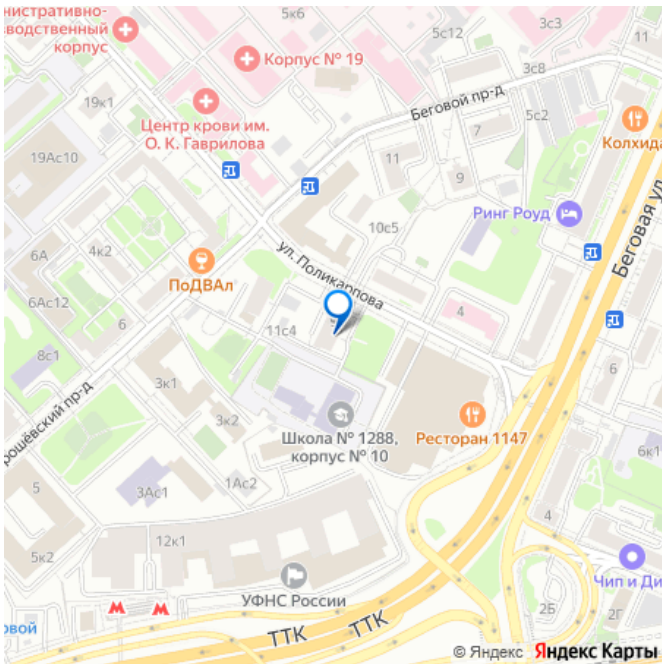 нистративно-
зводственный
корпус
5к6
3с3
5с12
11
Корпус № 19
3с8
19к1
Беговой пр-д
5с2
7
Колхида
Центр крови им.
О. К. Гаврилова
19Ас10
11
9
Ринг Роуд
Беговая ул.
10с5
6А
4к2
ул. Поликарпова
ПоДВАл
6Ас12
6
4
11с4
8с1
6
рошёвский пр-д
3к1
3к2
Школа № 1288,
корпус № 10
Ресторан 1147
6к1
1Ас2
5
3Ас1
4
5к2
12к1
УФНС России
Чип и Ди
2Б
2Г
овой
ТТК
ТТК
© Яндекс Яндекс Карты